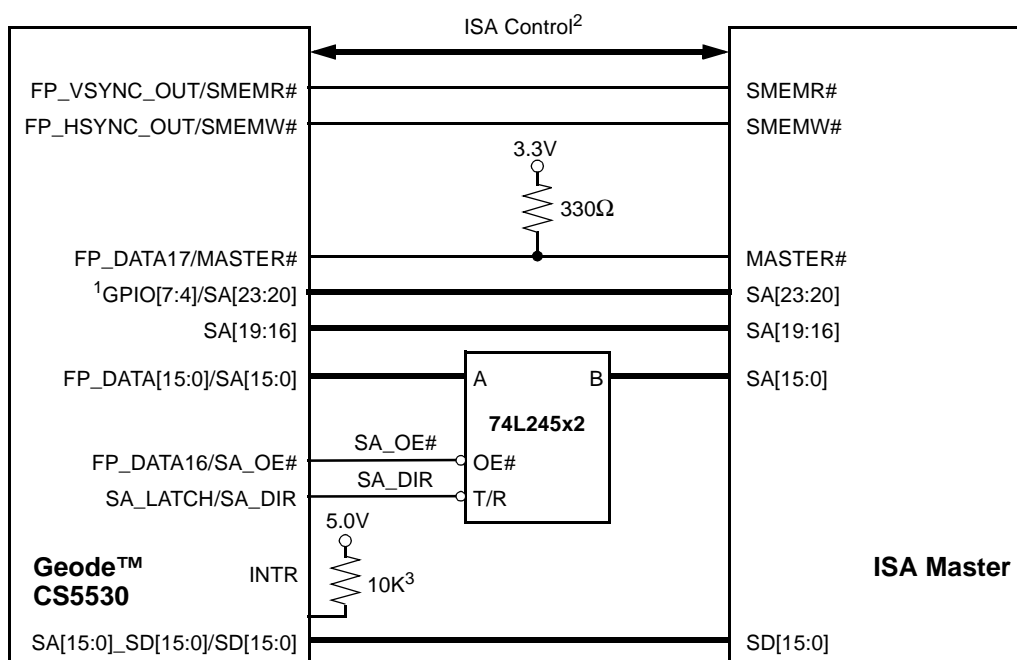 ISA Control²
FP_VSYNC_OUT/SMEMR# SMEMR#
FP_HSYNC_OUT/SMEMW# SMEMW#
3.3V
330Ω
FP_DATA17/MASTER# MASTER#
¹GPIO[7:4]/SA[23:20] SA[23:20]
SA[19:16] SA[19:16]
FP_DATA[15:0]/SA[15:0] A B SA[15:0]
74L245x2
SA_OE#
FP_DATA16/SA_OE# OE#
SA_DIR
SA_LATCH/SA_DIR T/R
5.0V
Geode™ INTR 10K³ ISA Master
CS5530
SA[15:0]_SD[15:0]/SD[15:0] SD[15:0]